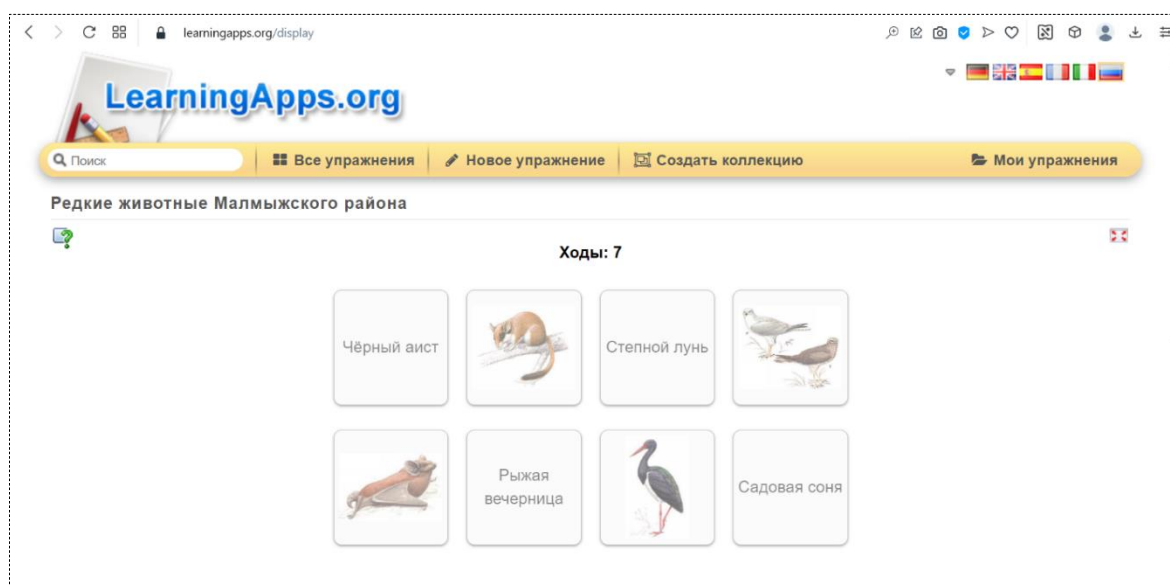 learningapps.org/display
LearningApps.org
Поиск
Все упражнения
Новое упражнение
Создать коллекцию
Мои упражнения
Редкие животные Малмыжского района
Ходы: 7
Чёрный аист
Степной лунь
Рыжая
вечерница
Садовая соня